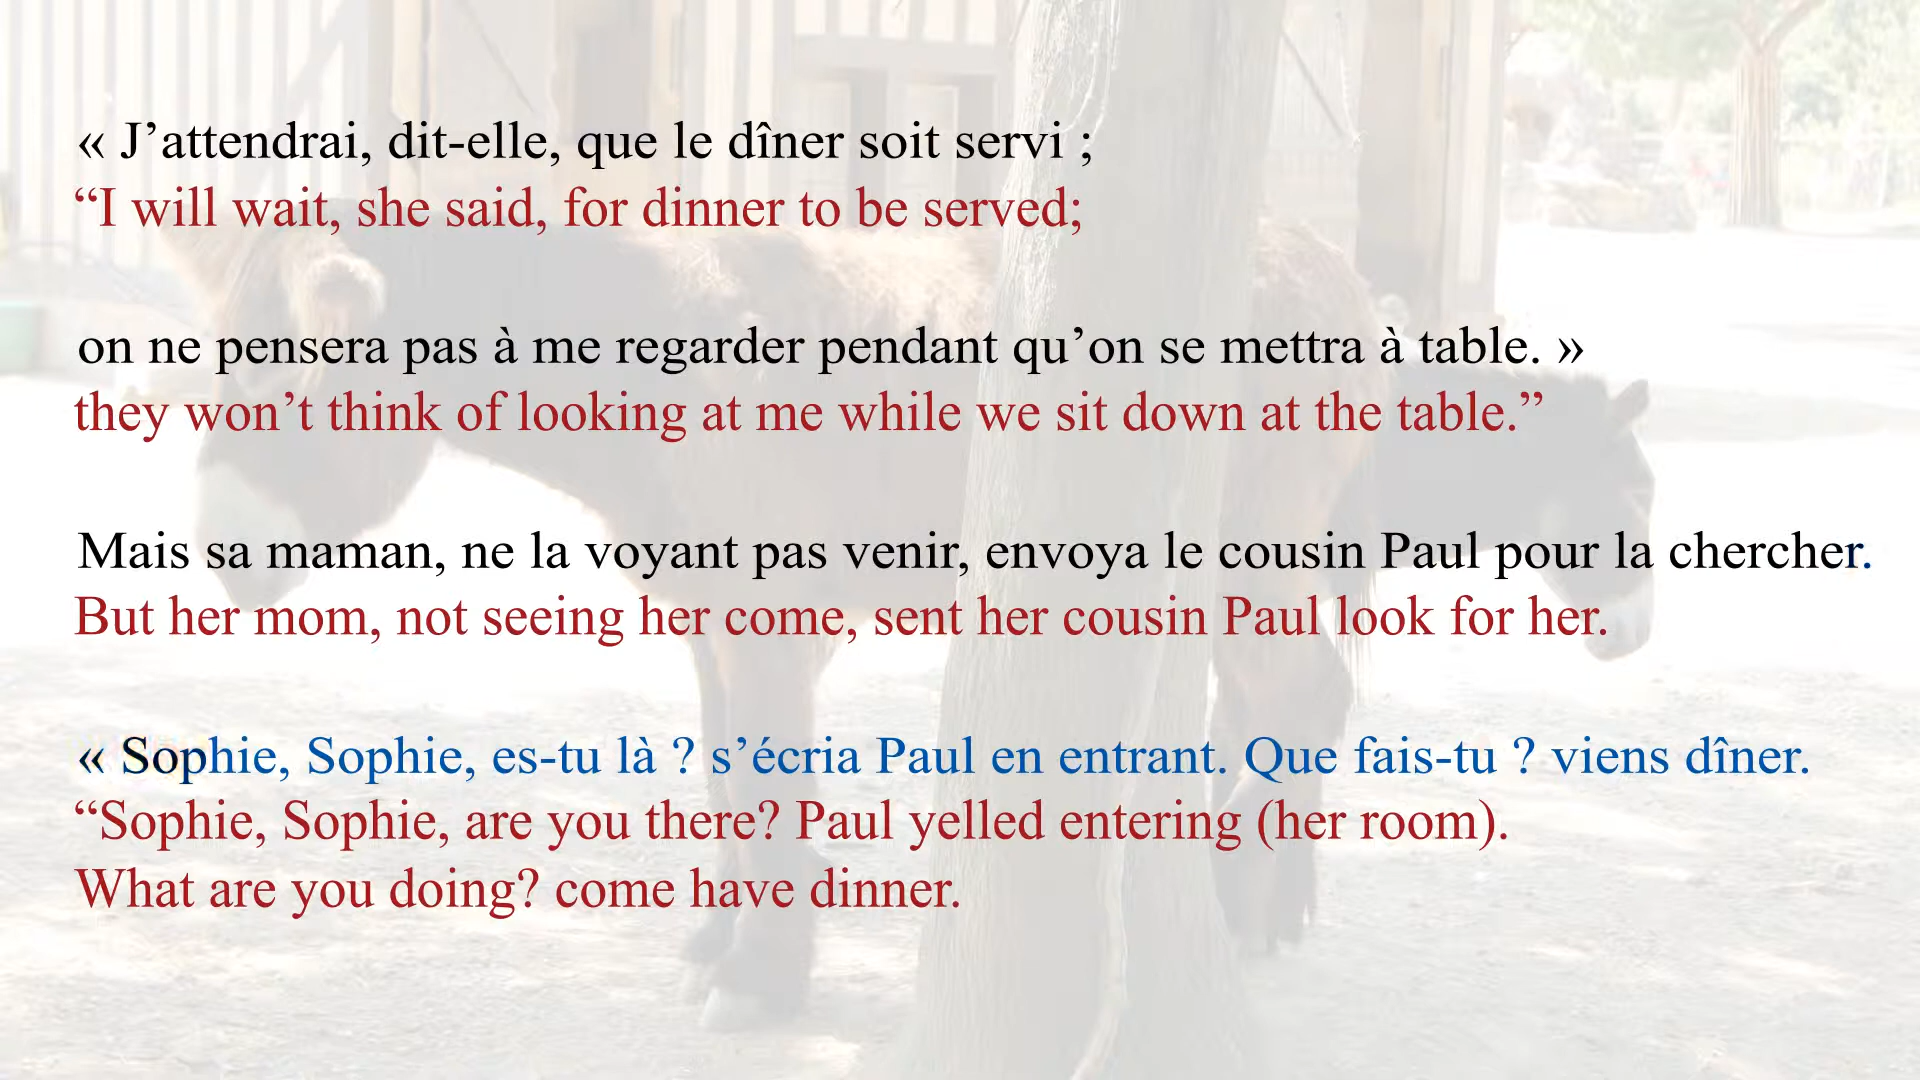 « J’attendrai, dit-elle, que le dîner soit servi ;
“I will wait, she said, for dinner to be served;
on ne pensera pas à me regarder pendant qu’on se mettra à table. »
they won’t think of looking at me while we sit down at the table.”
Mais sa maman, ne la voyant pas venir, envoya le cousin Paul pour la chercher.
But her mom, not seeing her come, sent her cousin Paul look for her.
« Sophie, Sophie, es-tu là ? s’écria Paul en entrant. Que fais-tu ? viens dîner.
“Sophie, Sophie, are you there? Paul yelled entering (her room).
What are you doing? come have dinner.